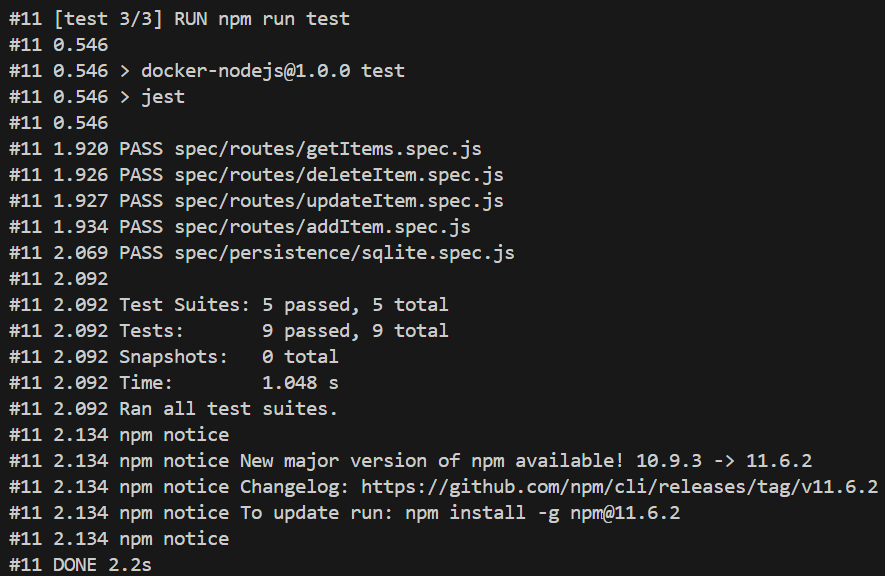 #11 [test 3/3] RUN npm run test
#11 0.546
#11 0.546 > docker-nodejs@1.0.0 test
#11 0.546 > jest
#11 0.546
#11 1.920 PASS spec/routes/getItems.spec.js
#11 1.926 PASS spec/routes/deleteItem.spec.js
#11 1.927 PASS spec/routes/updateItem.spec.js
#11 1.934 PASS spec/routes/addItem.spec.js
#11 2.069 PASS spec/persistence/sqlite.spec.js
#11 2.092
#11 2.092 Test Suites: 5 passed, 5 total
#11 2.092 Tests:       9 passed, 9 total
#11 2.092 Snapshots:   0 total
#11 2.092 Time:        1.048 s
#11 2.092 Ran all test suites.
#11 2.134 npm notice
#11 2.134 npm notice New major version of npm available! 10.9.3 -> 11.6.2
#11 2.134 npm notice Changelog: https://github.com/npm/cli/releases/tag/v11.6.2
#11 2.134 npm notice To update run: npm install -g npm@11.6.2
#11 2.134 npm notice
#11 DONE 2.2s